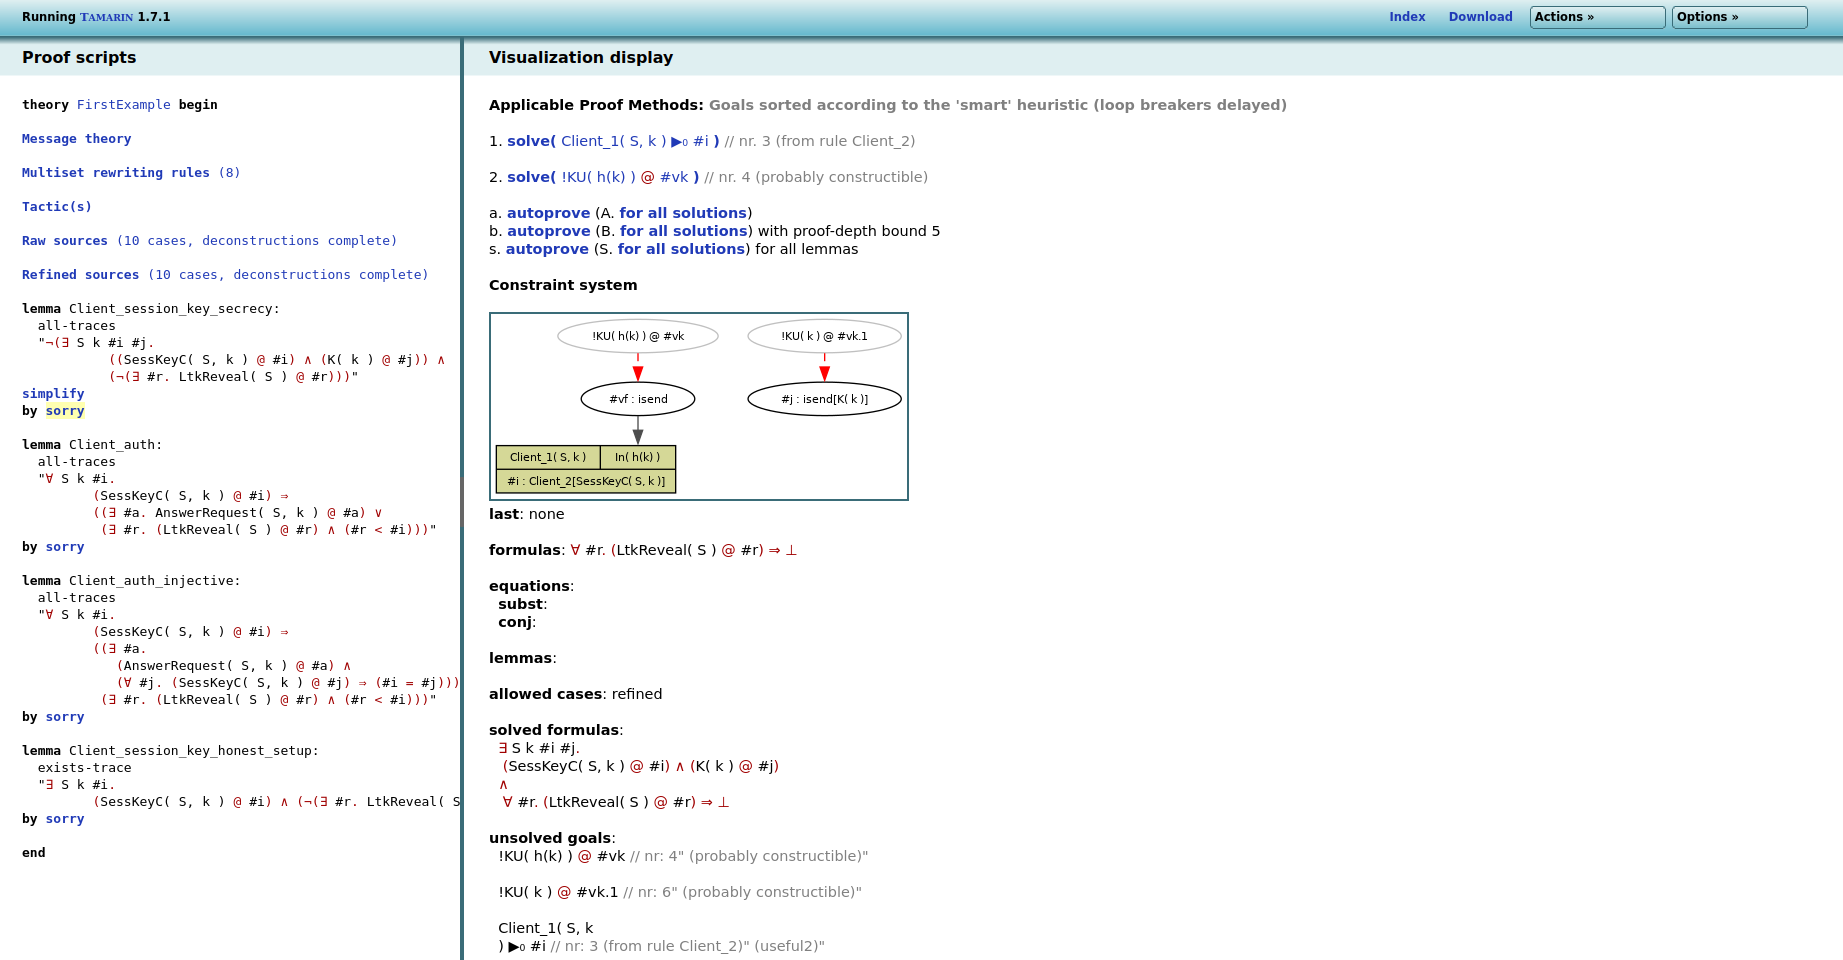 Running TAMARIN 1.7.1
Index
Download
Actions »
Options »
Proof scripts
theory FirstExample begin
Message theory
Multiset rewriting rules (8)
Tactic(s)
Raw sources (10 cases, deconstructions complete)
Refined sources (10 cases, deconstructions complete)
lemma Client_session_key_secrecy:
all-traces
"¬(∃ S k #i #j.
((SessKeyC( S, k ) @ #i) ∧ (K( k ) @ #j)) ∧
(¬(∃ #r. LtkReveal( S ) @ #r)))"
simplify
by sorry
lemma Client_auth:
all-traces
"∀ S k #i.
(SessKeyC( S, k ) @ #i) ⇒
((∃ #a. AnswerRequest( S, k ) @ #a) ∨
(∃ #r. (LtkReveal( S ) @ #r) ∧ (#r < #i)))"
by sorry
lemma Client_auth_injective:
all-traces
"∀ S k #i.
(SessKeyC( S, k ) @ #i) ⇒
((∃ #a.
(AnswerRequest( S, k ) @ #a) ∧
(∀ #j. (SessKeyC( S, k ) @ #j) ⇒ (#i = #j)))
(∃ #r. (LtkReveal( S ) @ #r) ∧ (#r < #i)))"
by sorry
lemma Client_session_key_honest_setup:
exists-trace
"∃ S k #i.
(SessKeyC( S, k ) @ #i) ∧ (¬(∃ #r. LtkReveal( S
by sorry
end
Visualization display
Applicable Proof Methods: Goals sorted according to the 'smart' heuristic (loop breakers delayed)
1. solve( Client_1( S, k ) ▶₀ #i ) // nr. 3 (from rule Client_2)
2. solve( !KU( h(k) ) @ #vk ) // nr. 4 (probably constructible)
a. autoprove (A. for all solutions)
b. autoprove (B. for all solutions) with proof-depth bound 5
s. autoprove (S. for all solutions) for all lemmas
Constraint system
!KU( h(k) ) @ #vk
!KU( k ) @ #vk.1
#vf : isend
#j : isend[K( k )]
Client_1( S, k )
In( h(k) )
#i : Client_2[SessKeyC( S, k )]
last: none
formulas: ∀ #r. (LtkReveal( S ) @ #r) ⇒ ⊥
equations:
subst:
conj:
lemmas:
allowed cases: refined
solved formulas:
∃ S k #i #j.
(SessKeyC( S, k ) @ #i) ∧ (K( k ) @ #j)
∧
∀ #r. (LtkReveal( S ) @ #r) ⇒ ⊥
unsolved goals:
!KU( h(k) ) @ #vk // nr: 4" (probably constructible)"
!KU( k ) @ #vk.1 // nr: 6" (probably constructible)"
Client_1( S, k
) ▶₀ #i // nr: 3 (from rule Client_2)" (useful2)"